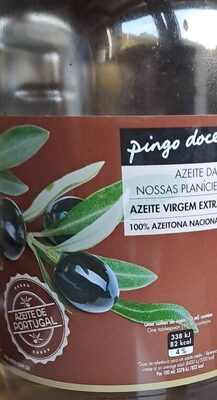 pingo doce
AZEITE DA
NOSSAS PLANÍCIE
AZEITE VIRGEM EXTRA
100% AZEITONA NACIONA
AZEITE DE
PORTUGAL
338 kJ
82 kcal
4 %